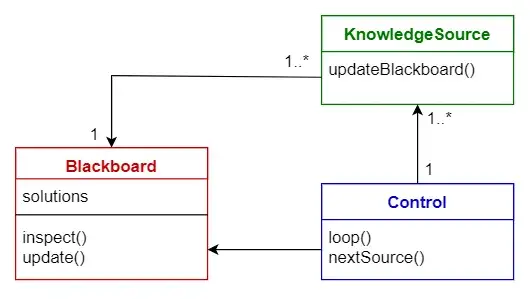 KnowledgeSource
updateBlackboard()
1..*
1
1..*
1
Blackboard
solutions
inspect()
update()
Control
loop()
nextSource()